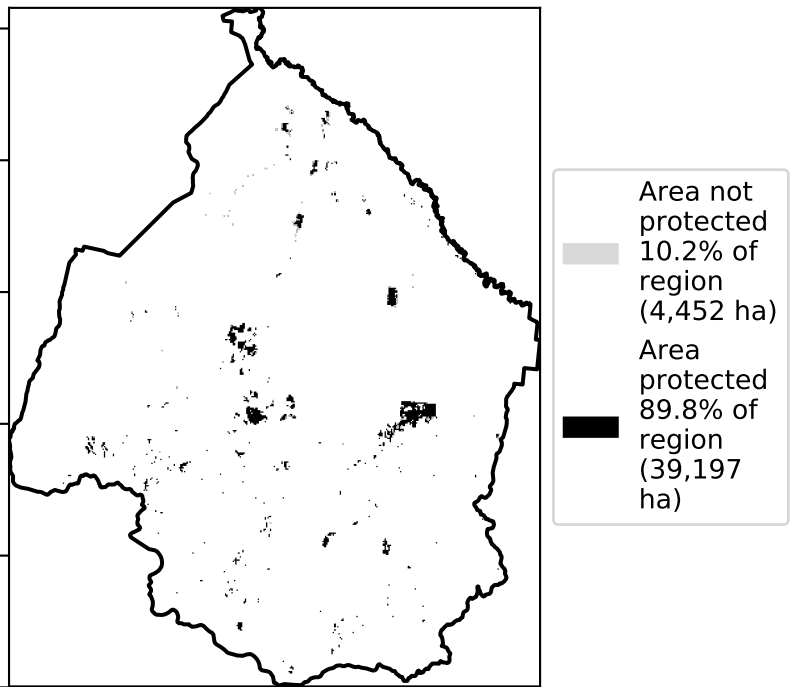 Area not
protected
10.2% of
region
(4,452 ha)
Area
protected
89.8% of
region
(39,197
ha)